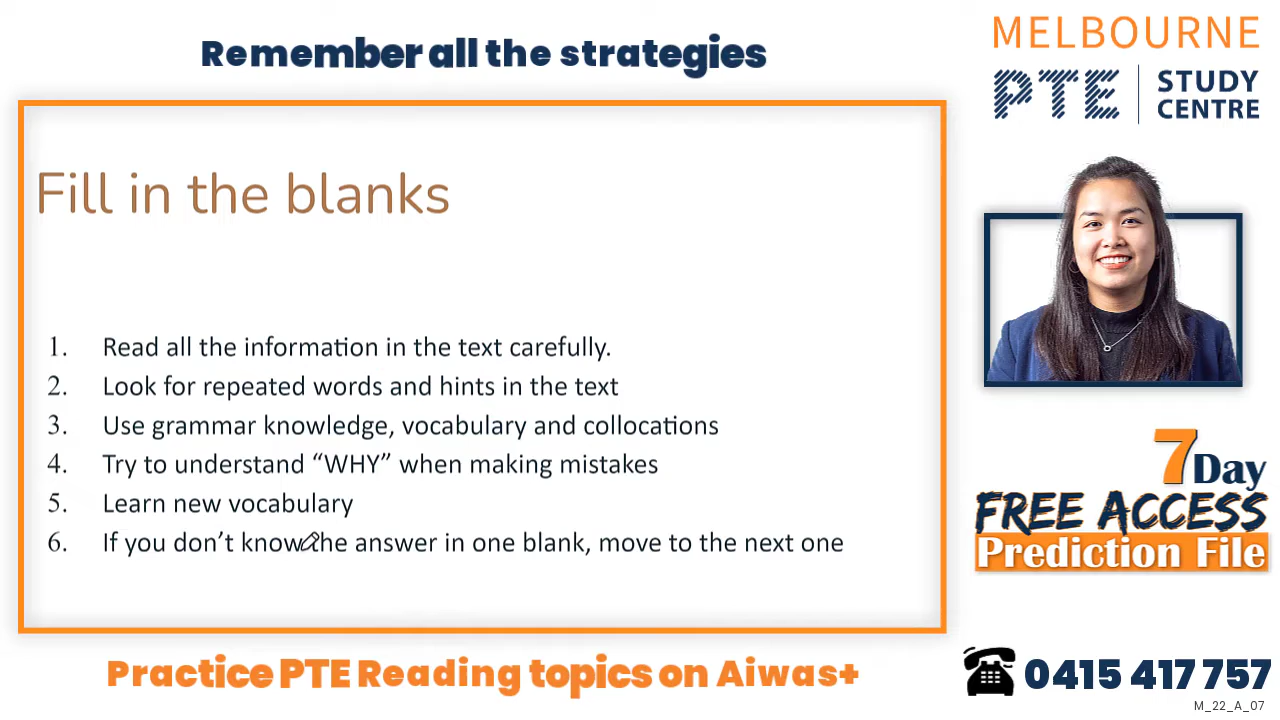 Remember all the strategies
MELBOURNE
PTE STUDY CENTRE
Fill in the blanks
1. Read all the information in the text carefully.
2. Look for repeated words and hints in the text
3. Use grammar knowledge, vocabulary and collocations
4. Try to understand “WHY” when making mistakes
5. Learn new vocabulary
6. If you don’t know the answer in one blank, move to the next one
7 Day
FREE ACCESS
Prediction File
Practice PTE Reading topics on Aiwas+
0415 417 757
M_22_A_07